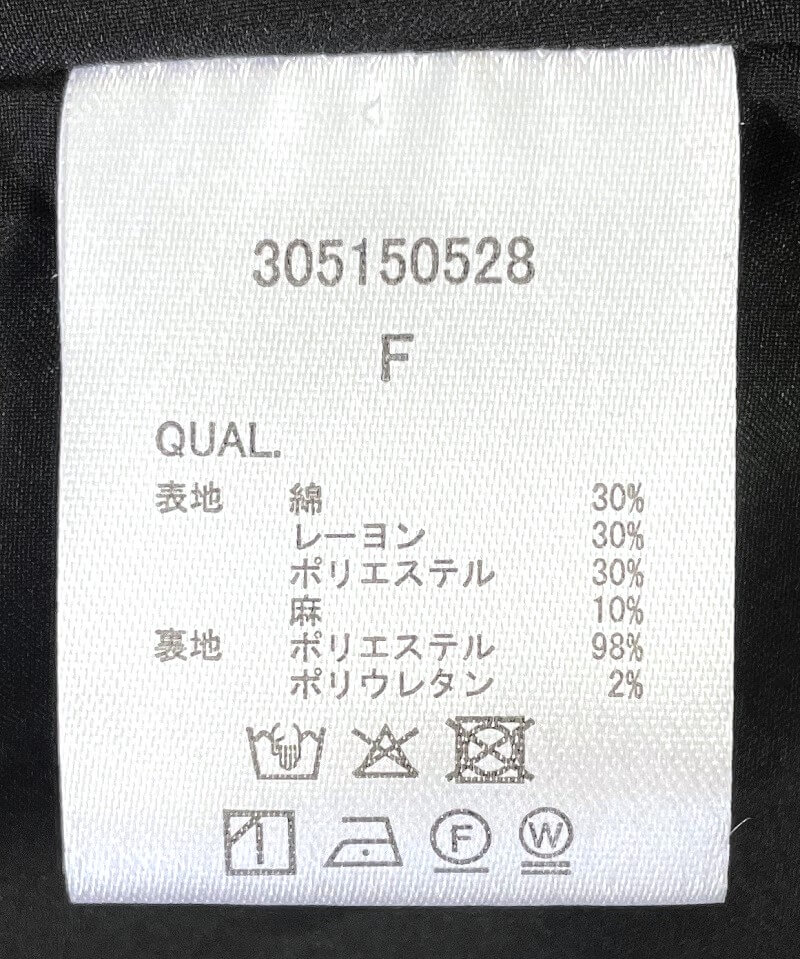 305150528
F
QUAL.
表地 綿 30%
レーヨン 30%
ポリエステル 30%
麻 10%
裏地 ポリエステル 98%
ポリウレタン 2%
F W